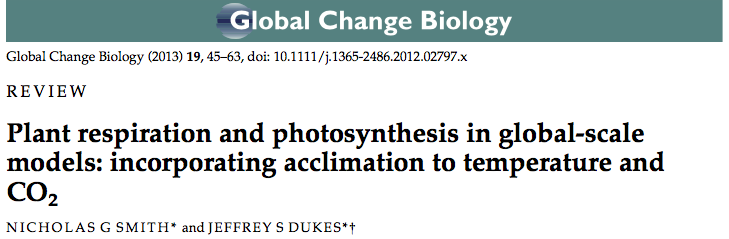 Global Change Biology
Global Change Biology (2013) 19, 45–63, doi: 10.1111/j.1365-2486.2012.02797.x
REVIEW
Plant respiration and photosynthesis in global-scale
models: incorporating acclimation to temperature and
CO₂
NICHOLAS G SMITH* and JEFFREY S DUKES*†